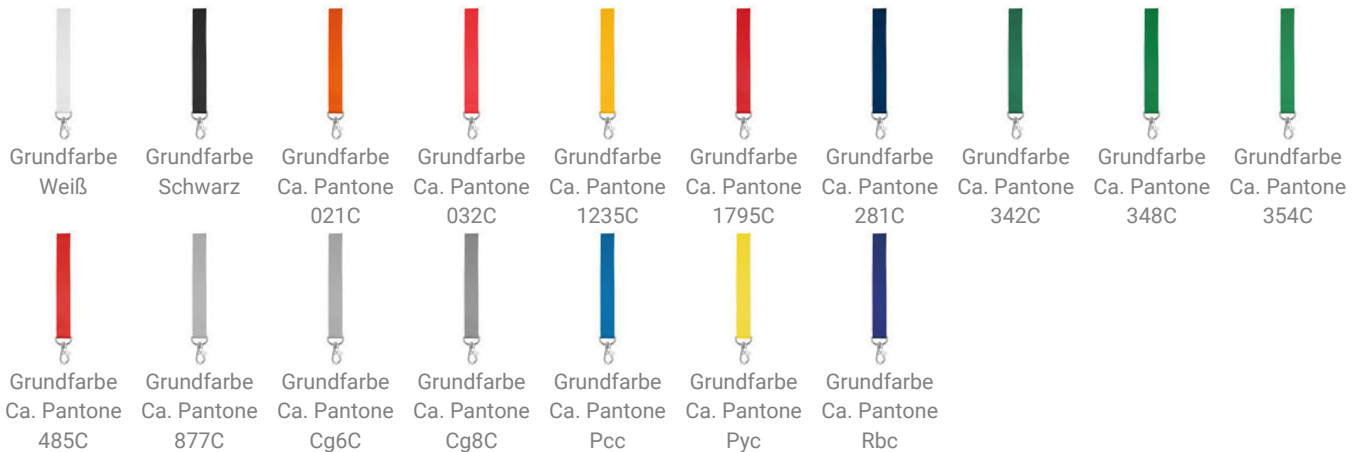 Grundfarbe
Weiß
Grundfarbe
Schwarz
Grundfarbe
Ca. Pantone
021C
Grundfarbe
Ca. Pantone
032C
Grundfarbe
Ca. Pantone
1235C
Grundfarbe
Ca. Pantone
1795C
Grundfarbe
Ca. Pantone
281C
Grundfarbe
Ca. Pantone
342C
Grundfarbe
Ca. Pantone
348C
Grundfarbe
Ca. Pantone
354C
Grundfarbe
Ca. Pantone
485C
Grundfarbe
Ca. Pantone
877C
Grundfarbe
Ca. Pantone
Cg6C
Grundfarbe
Ca. Pantone
Cg8C
Grundfarbe
Ca. Pantone
Pcc
Grundfarbe
Ca. Pantone
Pyc
Grundfarbe
Ca. Pantone
Rbc